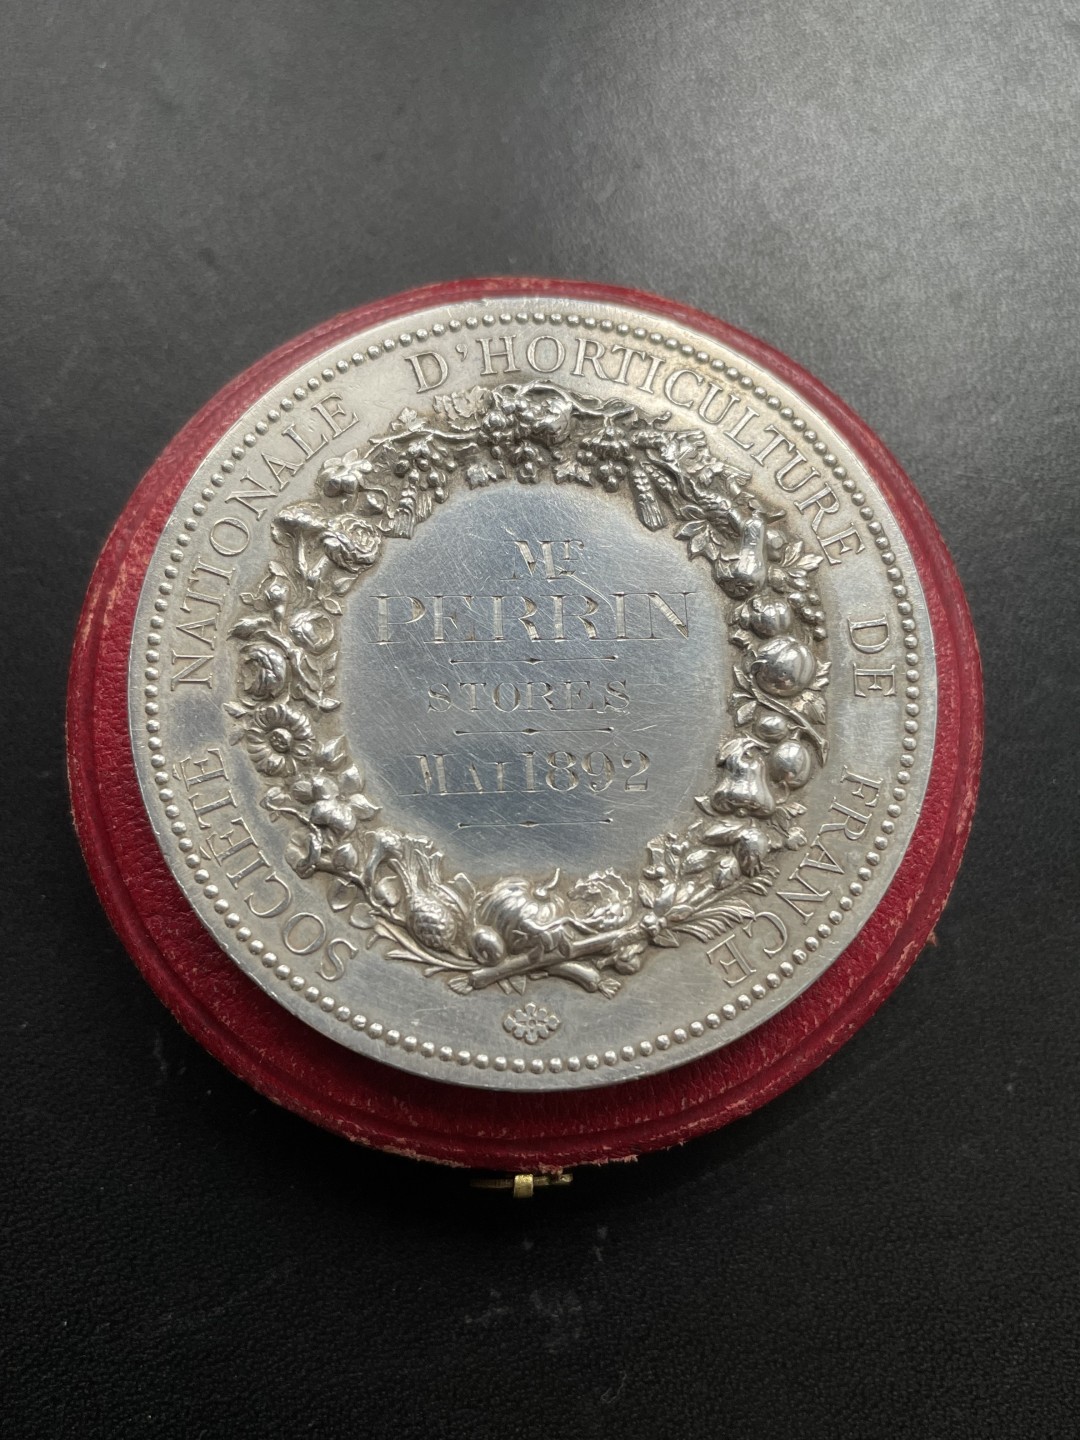 SOCIÉTÉ NATIONALE D'HORTICULTURE DE FRANCE
Mr
PERRIN
STORES
MAI 1892